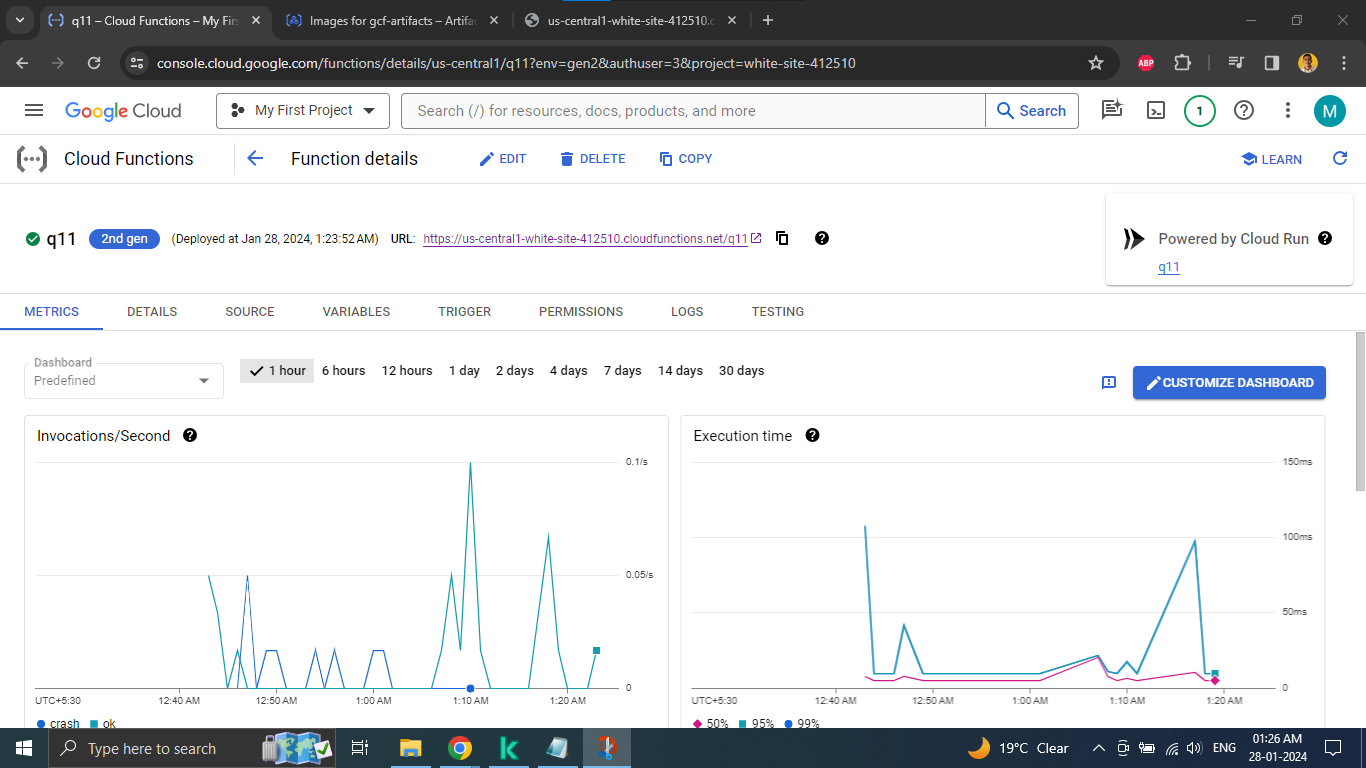 q11 – Cloud Functions – My Firs
Images for gcf-artifacts – Artifa
us-central1-white-site-412510.c
console.cloud.google.com/functions/details/us-central1/q11?env=gen2&authuser=3&project=white-site-412510
ABP
Google Cloud
My First Project
Search (/) for resources, docs, products, and more
Search
1
M
Cloud Functions
Function details
EDIT
DELETE
COPY
LEARN
q11
2nd gen
(Deployed at Jan 28, 2024, 1:23:52 AM)
URL:
https://us-central1-white-site-412510.cloudfunctions.net/q11
Powered by Cloud Run
q11
METRICS
DETAILS
SOURCE
VARIABLES
TRIGGER
PERMISSIONS
LOGS
TESTING
Dashboard
Predefined
1 hour
6 hours
12 hours
1 day
2 days
4 days
7 days
14 days
30 days
CUSTOMIZE DASHBOARD
Invocations/Second
0.1/s
0.05/s
0
UTC+5:30
12:40 AM
12:50 AM
1:00 AM
1:10 AM
1:20 AM
crash
ok
Execution time
150ms
100ms
50ms
0
UTC+5:30
12:40 AM
12:50 AM
1:00 AM
1:10 AM
1:20 AM
50%
95%
99%
Type here to search
19°C Clear
ENG
01:26 AM
28-01-2024